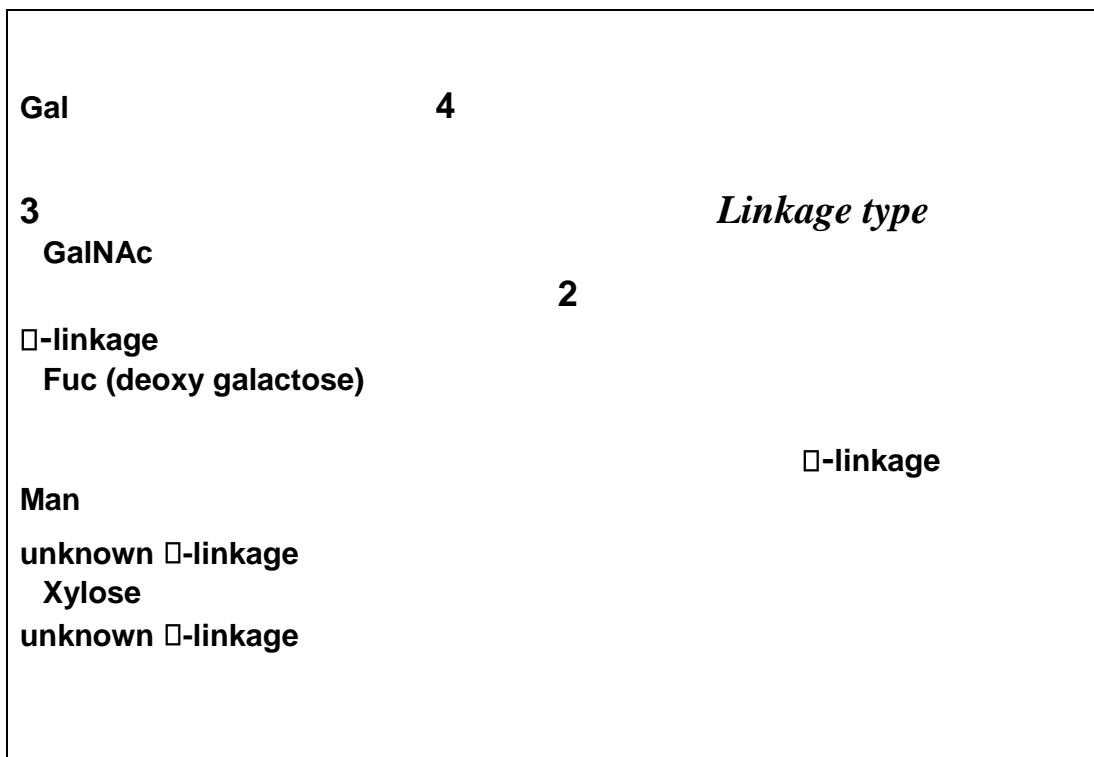 Gal 4
3 Linkage type
GalNAc
2
□-linkage
Fuc (deoxy galactose)
□-linkage
Man
unknown □-linkage
Xylose
unknown □-linkage